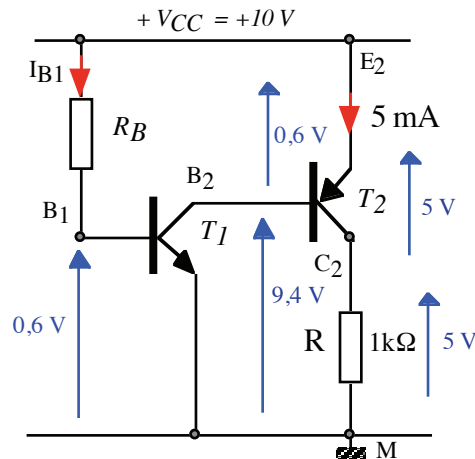 + VCC = +10 V
IB1
E2
RB
0,6 V
5 mA
B1
B2
T1
T2
5 V
C2
0,6 V
9,4 V
R
1kΩ
5 V
M